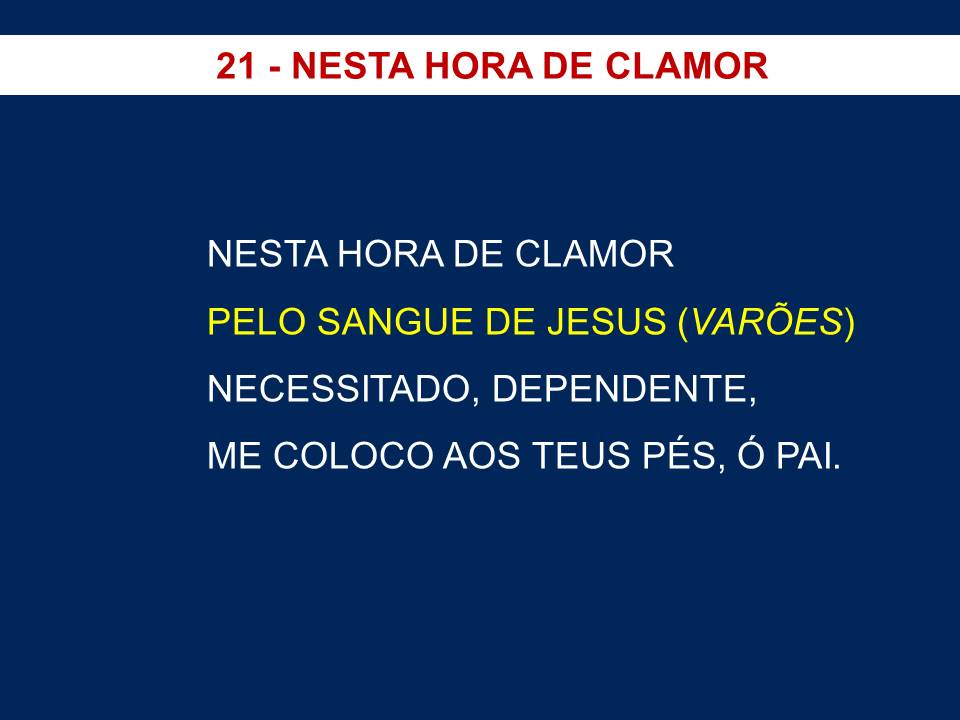 21 - NESTA HORA DE CLAMOR
NESTA HORA DE CLAMOR
PELO SANGUE DE JESUS (VARÕES)
NECESSITADO, DEPENDENTE,
ME COLOCO AOS TEUS PÉS, Ó PAI.